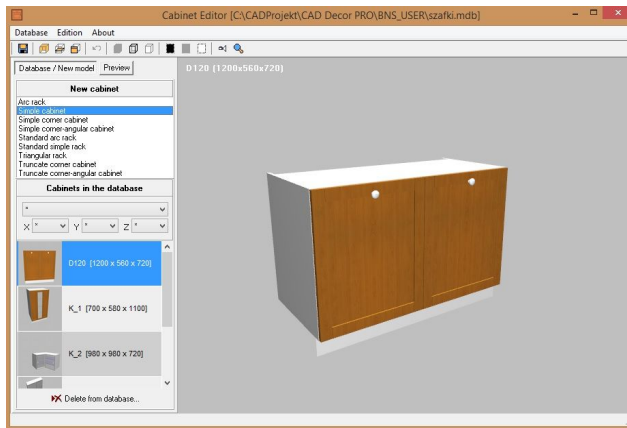 Cabinet Editor [C:\CADProjekt\CAD Decor PRO\BNS_USER\szafki.mdb]
Database Edition About
Database / New model Preview
D120 [1200x560x720]
New cabinet
Arc rack
Simple cabinet
Simple corner cabinet
Simple corner-angular cabinet
Standard arc rack
Standard simple rack
Triangular rack
Truncate corner cabinet
Truncate corner-angular cabinet
Cabinets in the database
*
X * Y * Z *
D120 [1200 x 560 x 720]
K_1 [700 x 580 x 1100]
K_2 [980 x 980 x 720]
Delete from database...